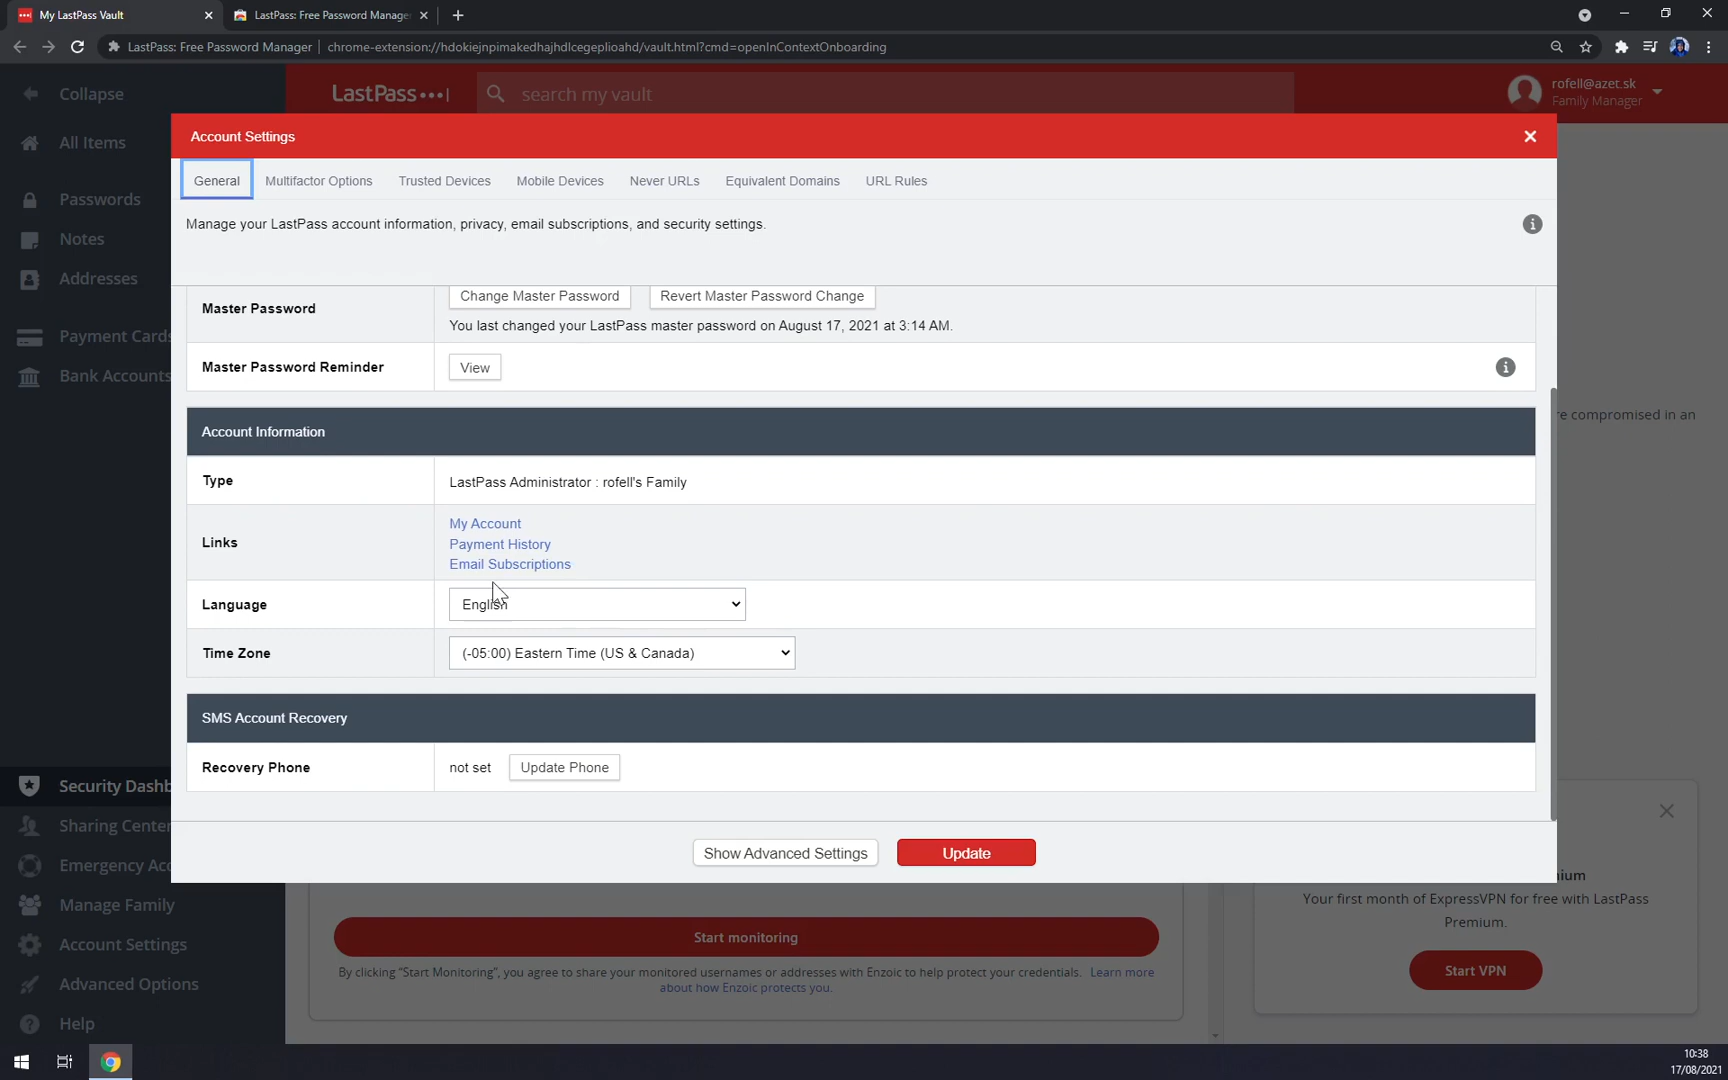 My LastPass Vault
LastPass: Free Password Manager
LastPass: Free Password Manager | chrome-extension://hdokiejnpimakedhajhdlcegeplioahd/vault.html?cmd=openInContextOnboarding
Collapse
LastPass
search my vault
rofell@azet.sk
Family Manager
All Items
Passwords
Notes
Addresses
Payment Cards
Bank Accounts
Security Dashb
Sharing Center
Emergency Acc
Manage Family
Account Settings
Advanced Options
Help
Account Settings
General Multifactor Options Trusted Devices Mobile Devices Never URLs Equivalent Domains URL Rules
Manage your LastPass account information, privacy, email subscriptions, and security settings.
Master Password Change Master Password Revert Master Password Change
You last changed your LastPass master password on August 17, 2021 at 3:14 AM.
Master Password Reminder View
Account Information
Type LastPass Administrator : rofell's Family
Links
My Account
Payment History
Email Subscriptions
Language English
Time Zone (-05:00) Eastern Time (US & Canada)
SMS Account Recovery
Recovery Phone not set Update Phone
Show Advanced Settings Update
re compromised in an
Start monitoring
By clicking “Start Monitoring”, you agree to share your monitored usernames or addresses with Enzoic to help protect your credentials. Learn more
about how Enzoic protects you.
ium
Your first month of ExpressVPN for free with LastPass
Premium.
Start VPN
10:38
17/08/2021